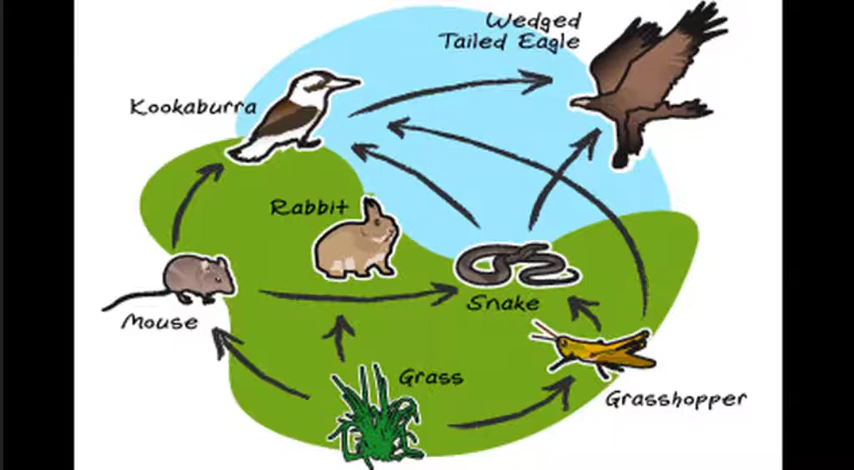 Wedged
Tailed Eagle
Kookaburra
Rabbit
Snake
Mouse
Grass
Grasshopper